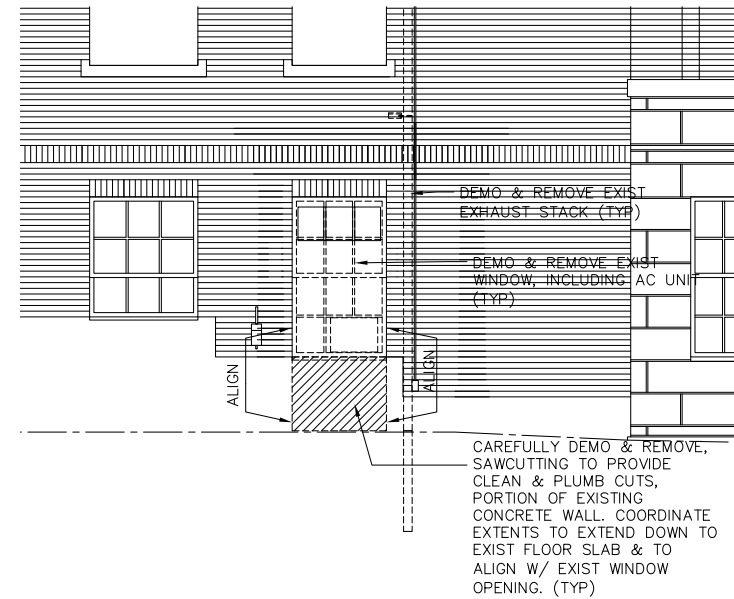 DEMO & REMOVE EXIST
EXHAUST STACK (TYP)
DEMO & REMOVE EXIST
WINDOW, INCLUDING AC UNIT
(TYP)
ALIGN
ALIGN
CAREFULLY DEMO & REMOVE,
SAWCUTTING TO PROVIDE
CLEAN & PLUMB CUTS,
PORTION OF EXISTING
CONCRETE WALL. COORDINATE
EXTENTS TO EXTEND DOWN TO
EXIST FLOOR SLAB & TO
ALIGN W/ EXIST WINDOW
OPENING. (TYP)